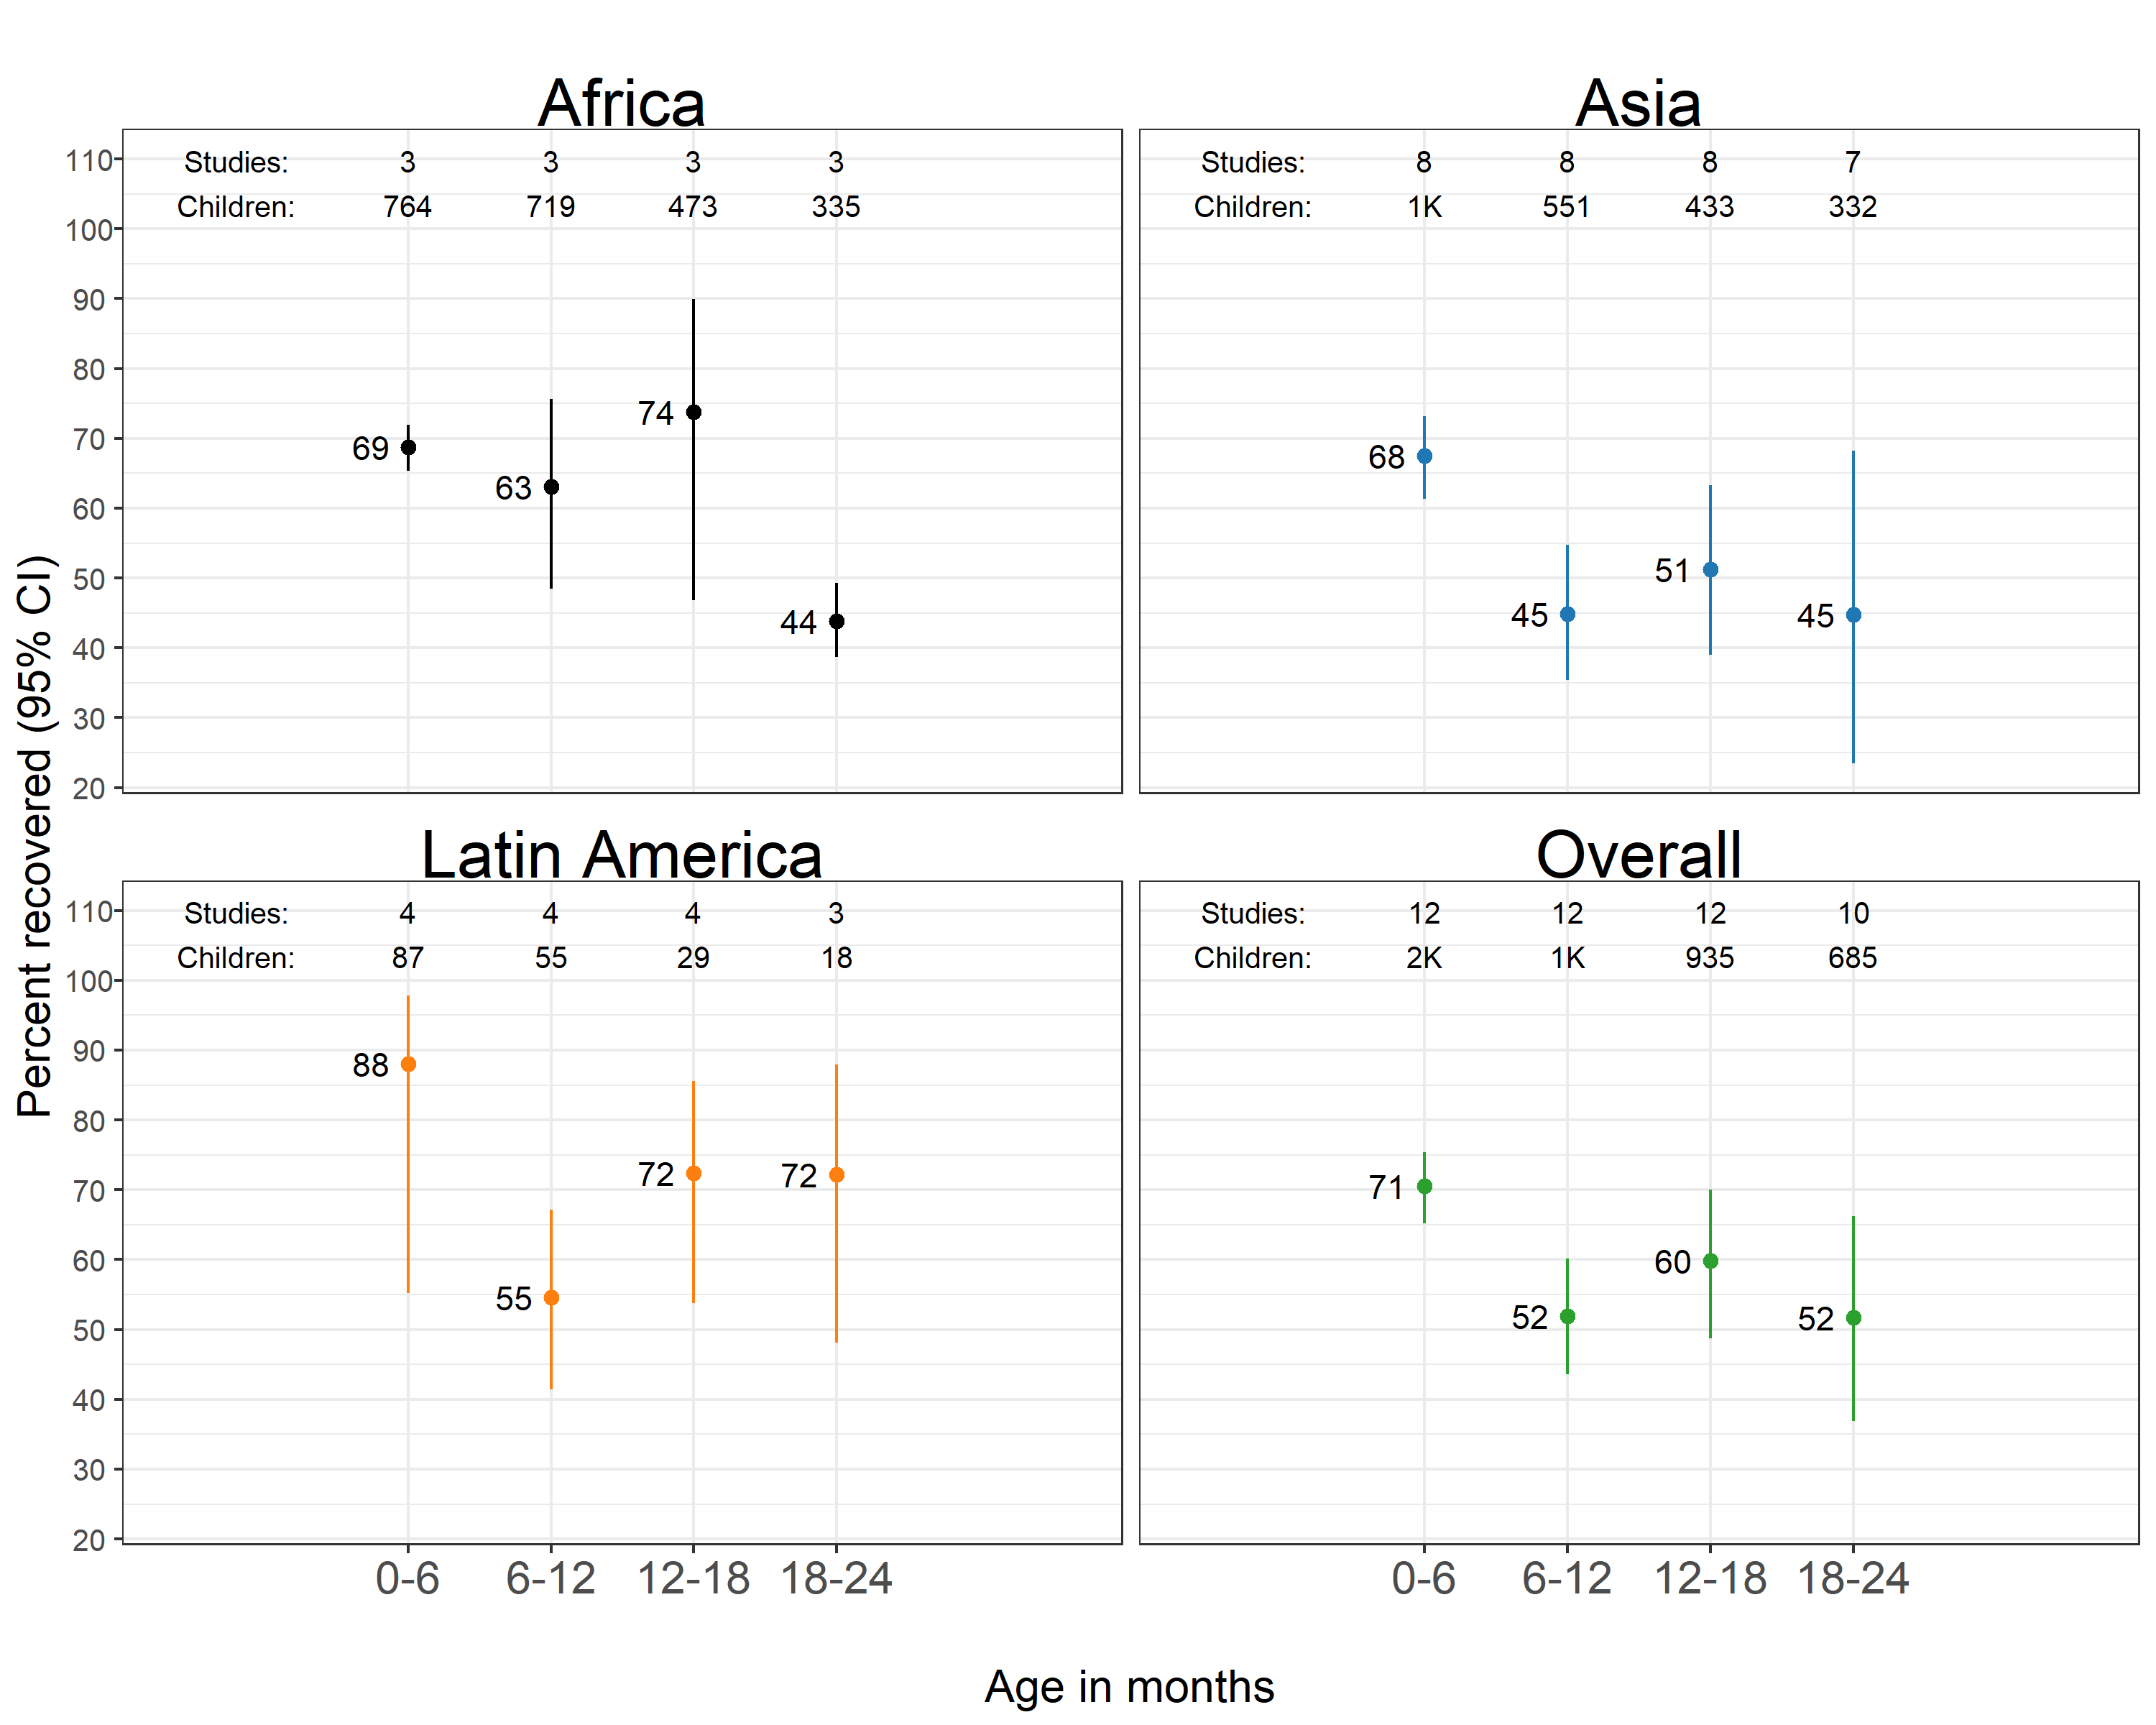 Africa
Studies: 3 3 3 3
Children: 764 719 473 335
110
100
90
80
70
60
50
40
30
20
69
63
74
44
Asia
Studies: 8 8 8 7
Children: 1K 551 433 332
68
45
51
45
Percent recovered (95% CI)
Latin America
Studies: 4 4 4 3
Children: 87 55 29 18
110
100
90
80
70
60
50
40
30
20
88
55
72
72
0-6 6-12 12-18 18-24
Overall
Studies: 12 12 12 10
Children: 2K 1K 935 685
71
52
60
52
0-6 6-12 12-18 18-24
Age in months